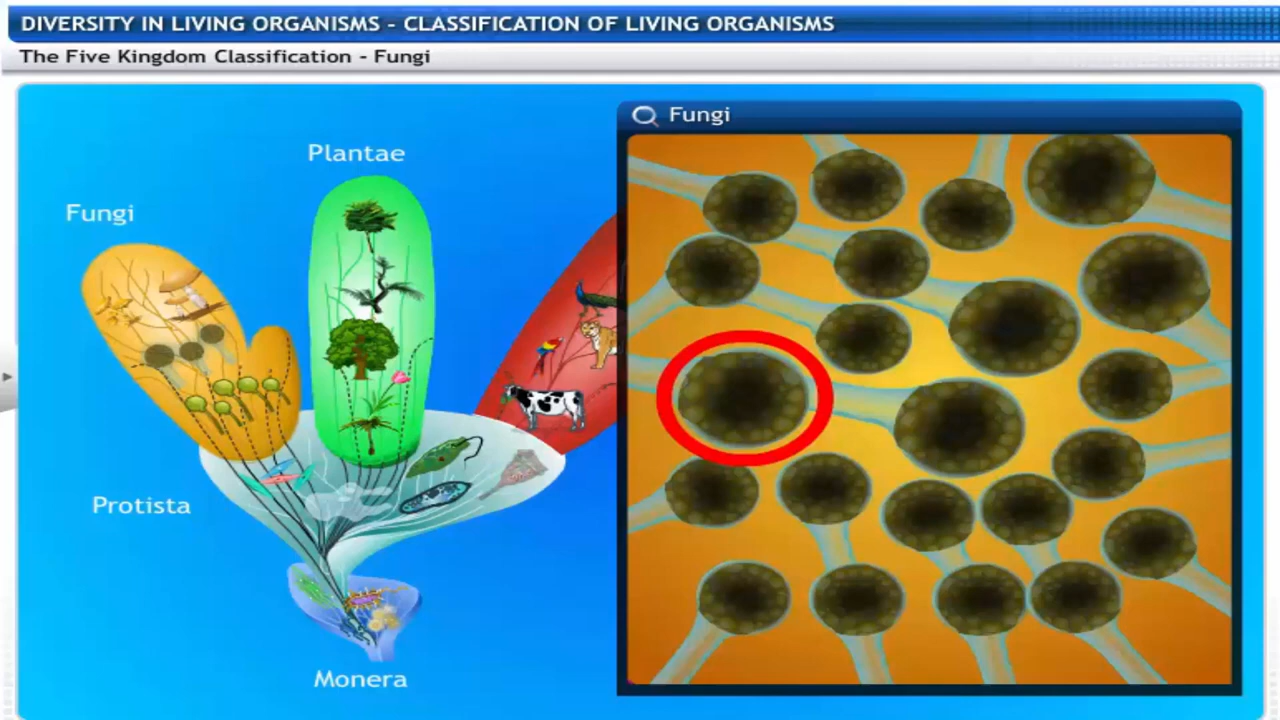 DIVERSITY IN LIVING ORGANISMS - CLASSIFICATION OF LIVING ORGANISMS
The Five Kingdom Classification - Fungi
Fungi
Plantae
Fungi
Protista
Monera